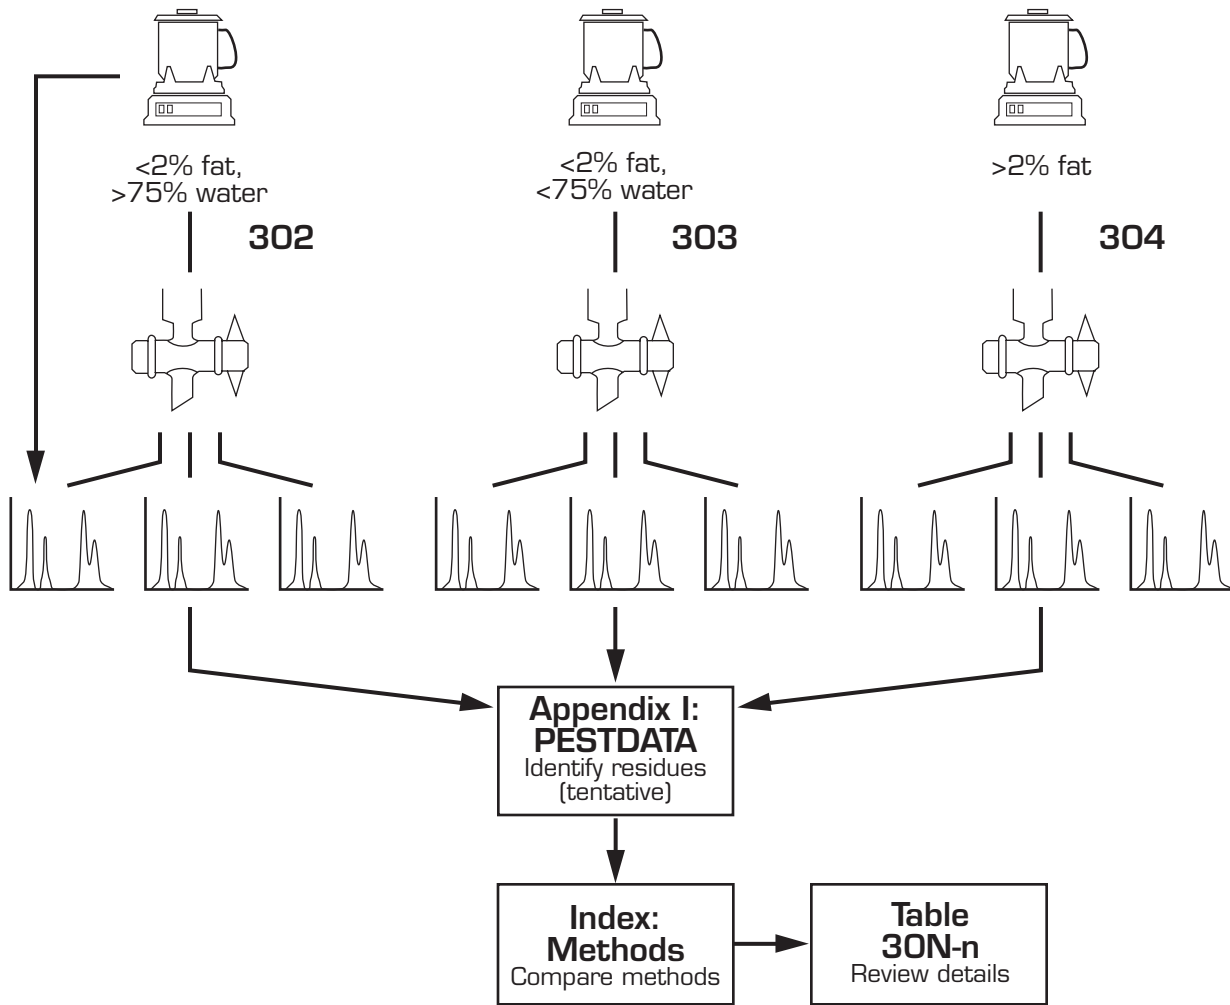 <2% fat,
>75% water
302
<2% fat,
<75% water
303
>2% fat
304
Appendix I:
PESTDATA
Identify residues
(tentative)
Index:
Methods
Compare methods
Table
30N-n
Review details